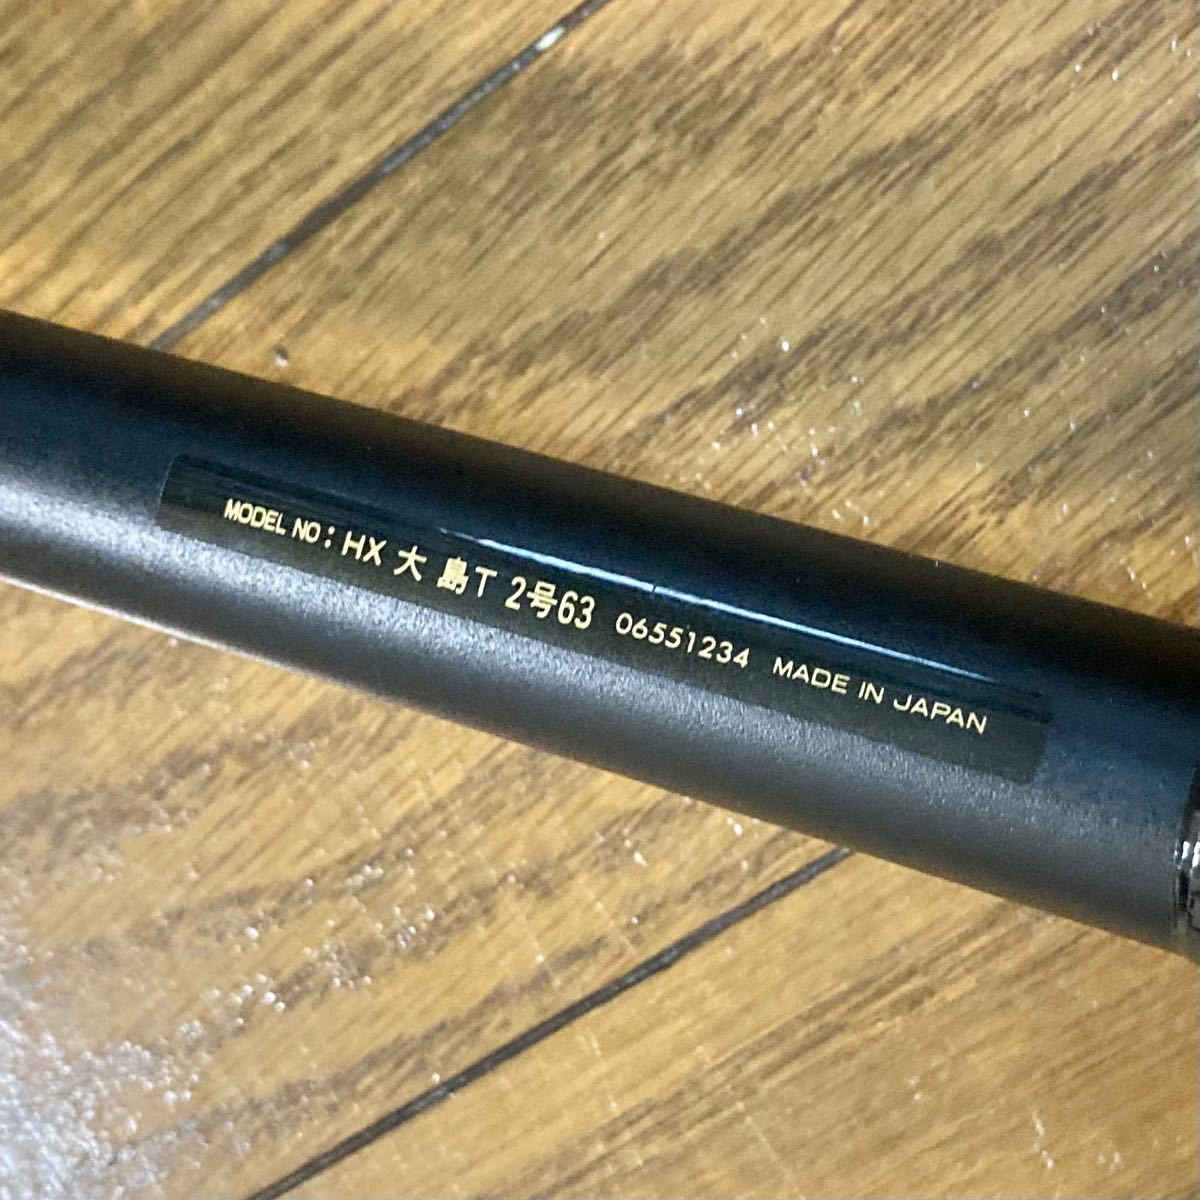 MODEL NO : HX 大 島T 2号63 06551234 MADE IN JAPAN